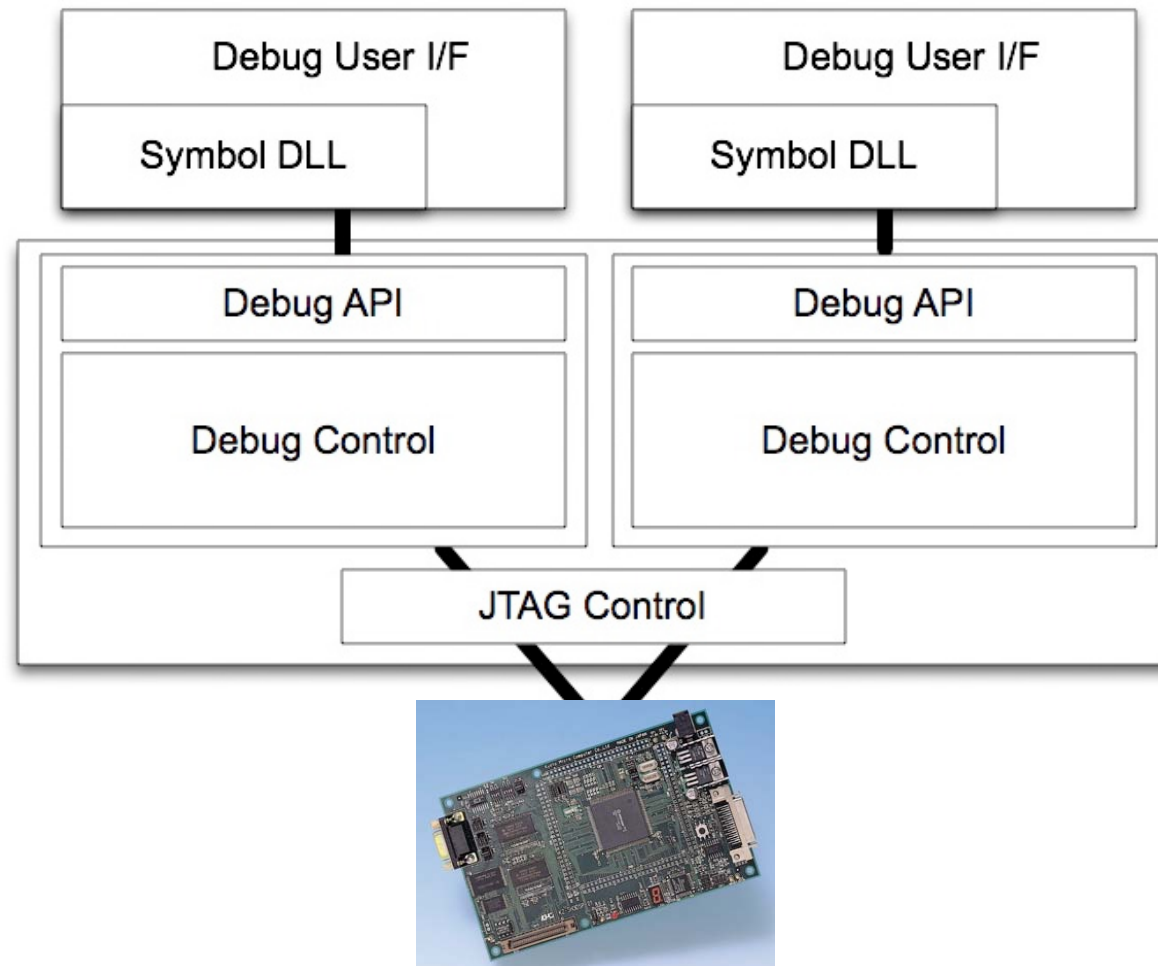 Debug User I/F
Debug User I/F
Symbol DLL
Symbol DLL
Debug API
Debug API
Debug Control
Debug Control
JTAG Control